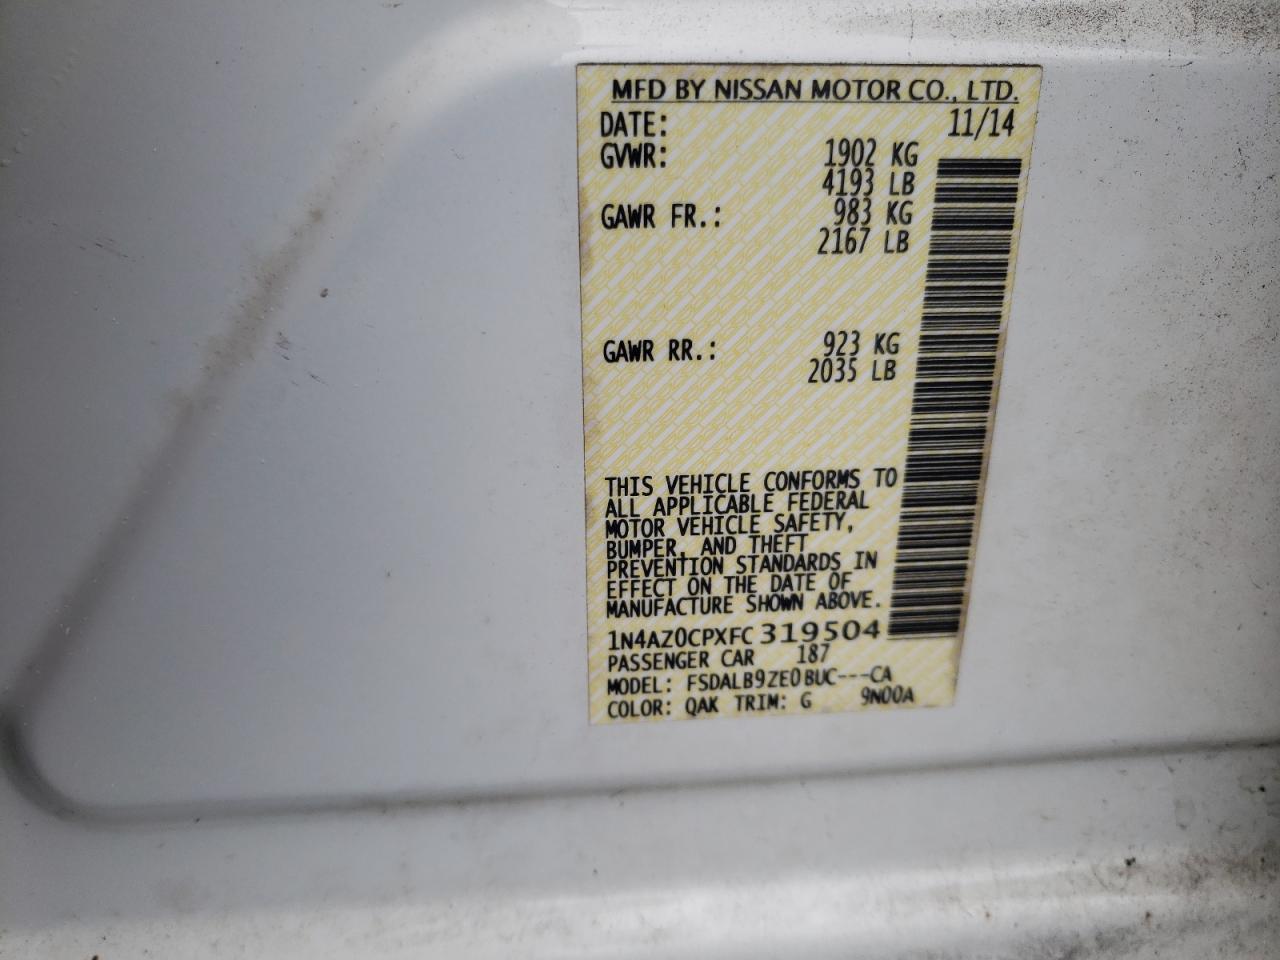 MFD BY NISSAN MOTOR CO., LTD.
DATE: 11/14
GVWR: 1902 KG
4193 LB
GAWR FR.: 983 KG
2167 LB
GAWR RR.: 923 KG
2035 LB
THIS VEHICLE CONFORMS TO
ALL APPLICABLE FEDERAL
MOTOR VEHICLE SAFETY,
BUMPER, AND THEFT
PREVENTION STANDARDS IN
EFFECT ON THE DATE OF
MANUFACTURE SHOWN ABOVE.
1N4AZ0CPXFC319504
PASSENGER CAR 187
MODEL: FSDALB9ZE0BUC---CA
COLOR: QAK TRIM: G 9N00A